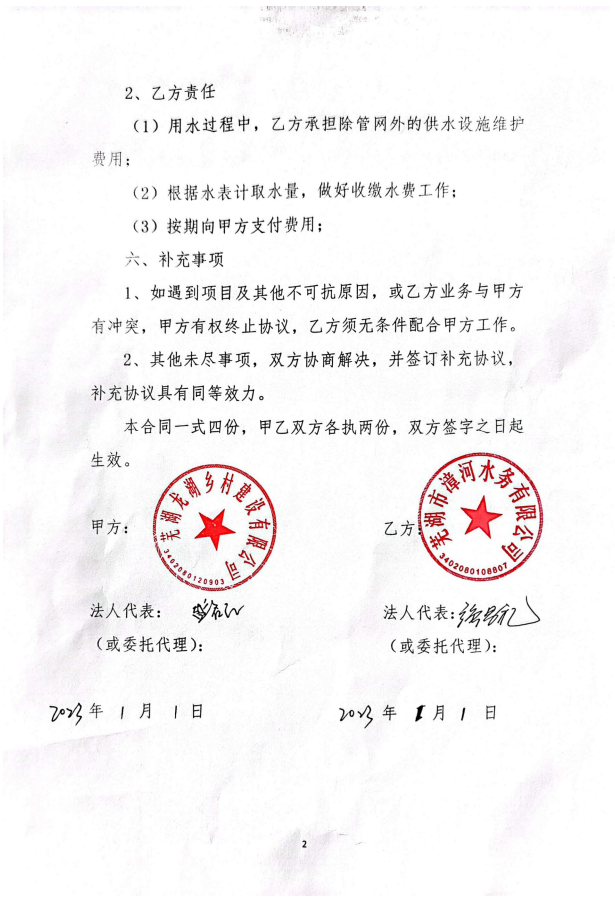 2、乙方责任
（1）用水过程中，乙方承担除管网外的供水设施维护
费用；
（2）根据水表计取水量，做好收缴水费工作；
（3）按期向甲方支付费用；
六、补充事项
1、如遇到项目及其他不可抗原因，或乙方业务与甲方
有冲突，甲方有权终止协议，乙方须无条件配合甲方工作。
2、其他未尽事项，双方协商解决，并签订补充协议，
补充协议具有同等效力。
本合同一式四份，甲乙双方各执两份，双方签字之日起
生效。
甲方：
芜湖龙湖乡村建设有限公司
3402080120903
乙方
芜湖市漳河水务有限公司
3402080106807
法人代表：
法人代表：
（或委托代理）：
（或委托代理）：
2023 年 1 月 1 日
2023 年 1 月 1 日
2